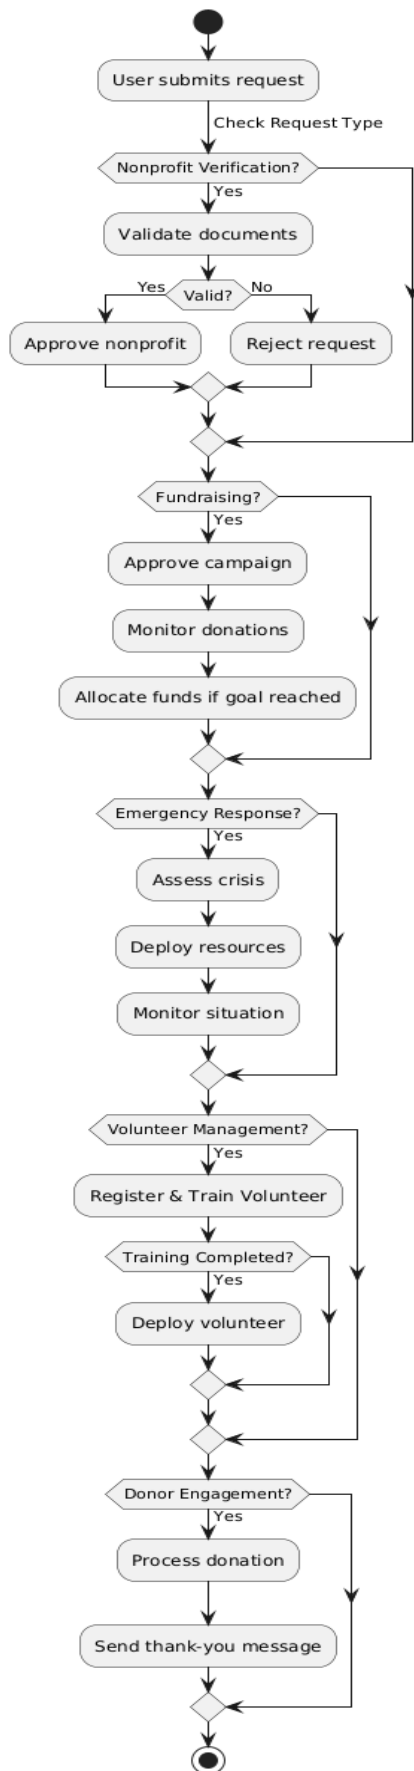 User submits request
Check Request Type
Nonprofit Verification?
Yes
Validate documents
Yes
Valid?
No
Approve nonprofit
Reject request
Fundraising?
Yes
Approve campaign
Monitor donations
Allocate funds if goal reached
Emergency Response?
Yes
Assess crisis
Deploy resources
Monitor situation
Volunteer Management?
Yes
Register & Train Volunteer
Training Completed?
Yes
Deploy volunteer
Donor Engagement?
Yes
Process donation
Send thank-you message